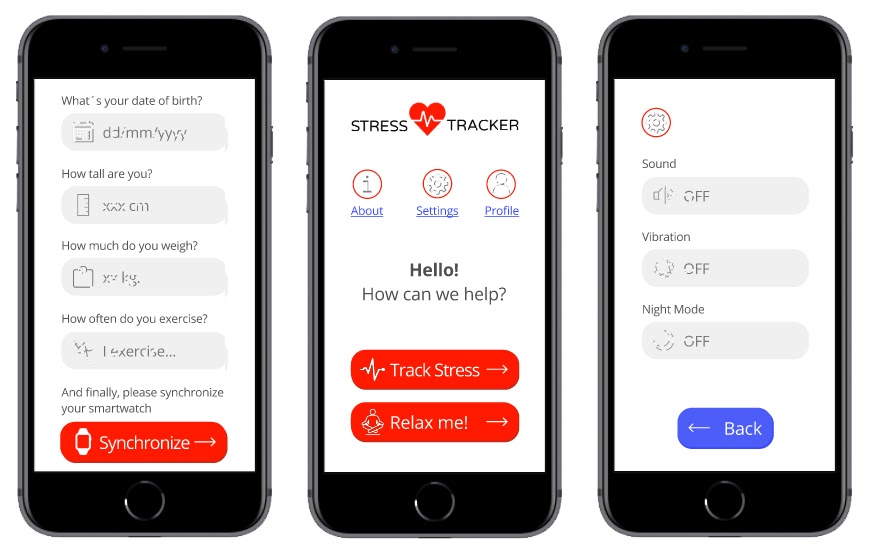 What´s your date of birth?
dd/mm/yyyy
How tall are you?
xxx cm
How much do you weigh?
xx kg.
How often do you exercise?
I exercise...
And finally, please synchronize
your smartwatch
Synchronize
STRESS TRACKER
About Settings Profile
Hello!
How can we help?
Track Stress
Relax me!
Sound
OFF
Vibration
OFF
Night Mode
OFF
Back